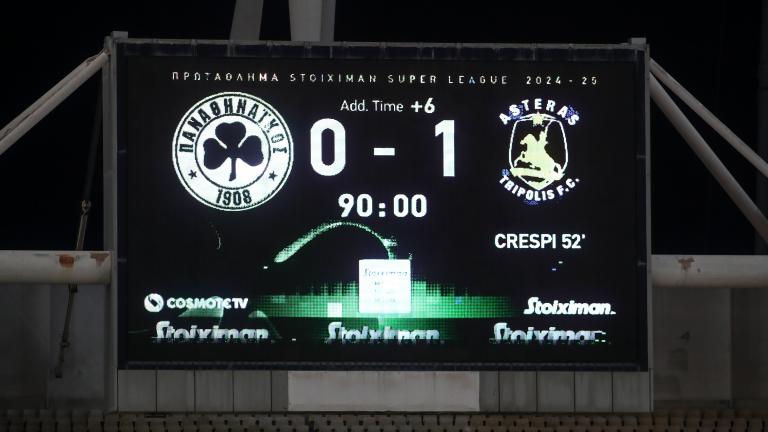 ΠΡΩΤΑΘΛΗΜΑ STOIXIMAN SUPER LEAGUE 2024 - 25
Add. Time +6
0 - 1
90:00
ΠΑΝΑΘΗΝΑΪΚΟΣ
1908
ASTERAS
TRIPOLIS F.C.
CRESPI 52'
COSMOTE TV
Stoiximan
Stoiximan.
Stoiximan Stoiximan Stoiximan